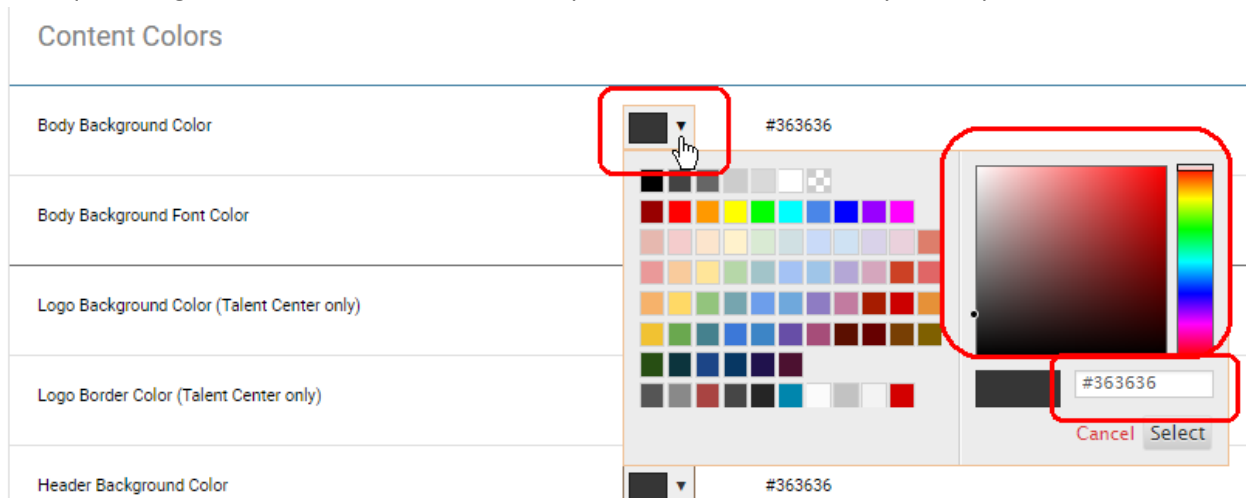 Content Colors
Body Background Color
#363636
Body Background Font Color
Logo Background Color (Talent Center only)
Logo Border Color (Talent Center only)
#363636
Cancel Select
Header Background Color
#363636